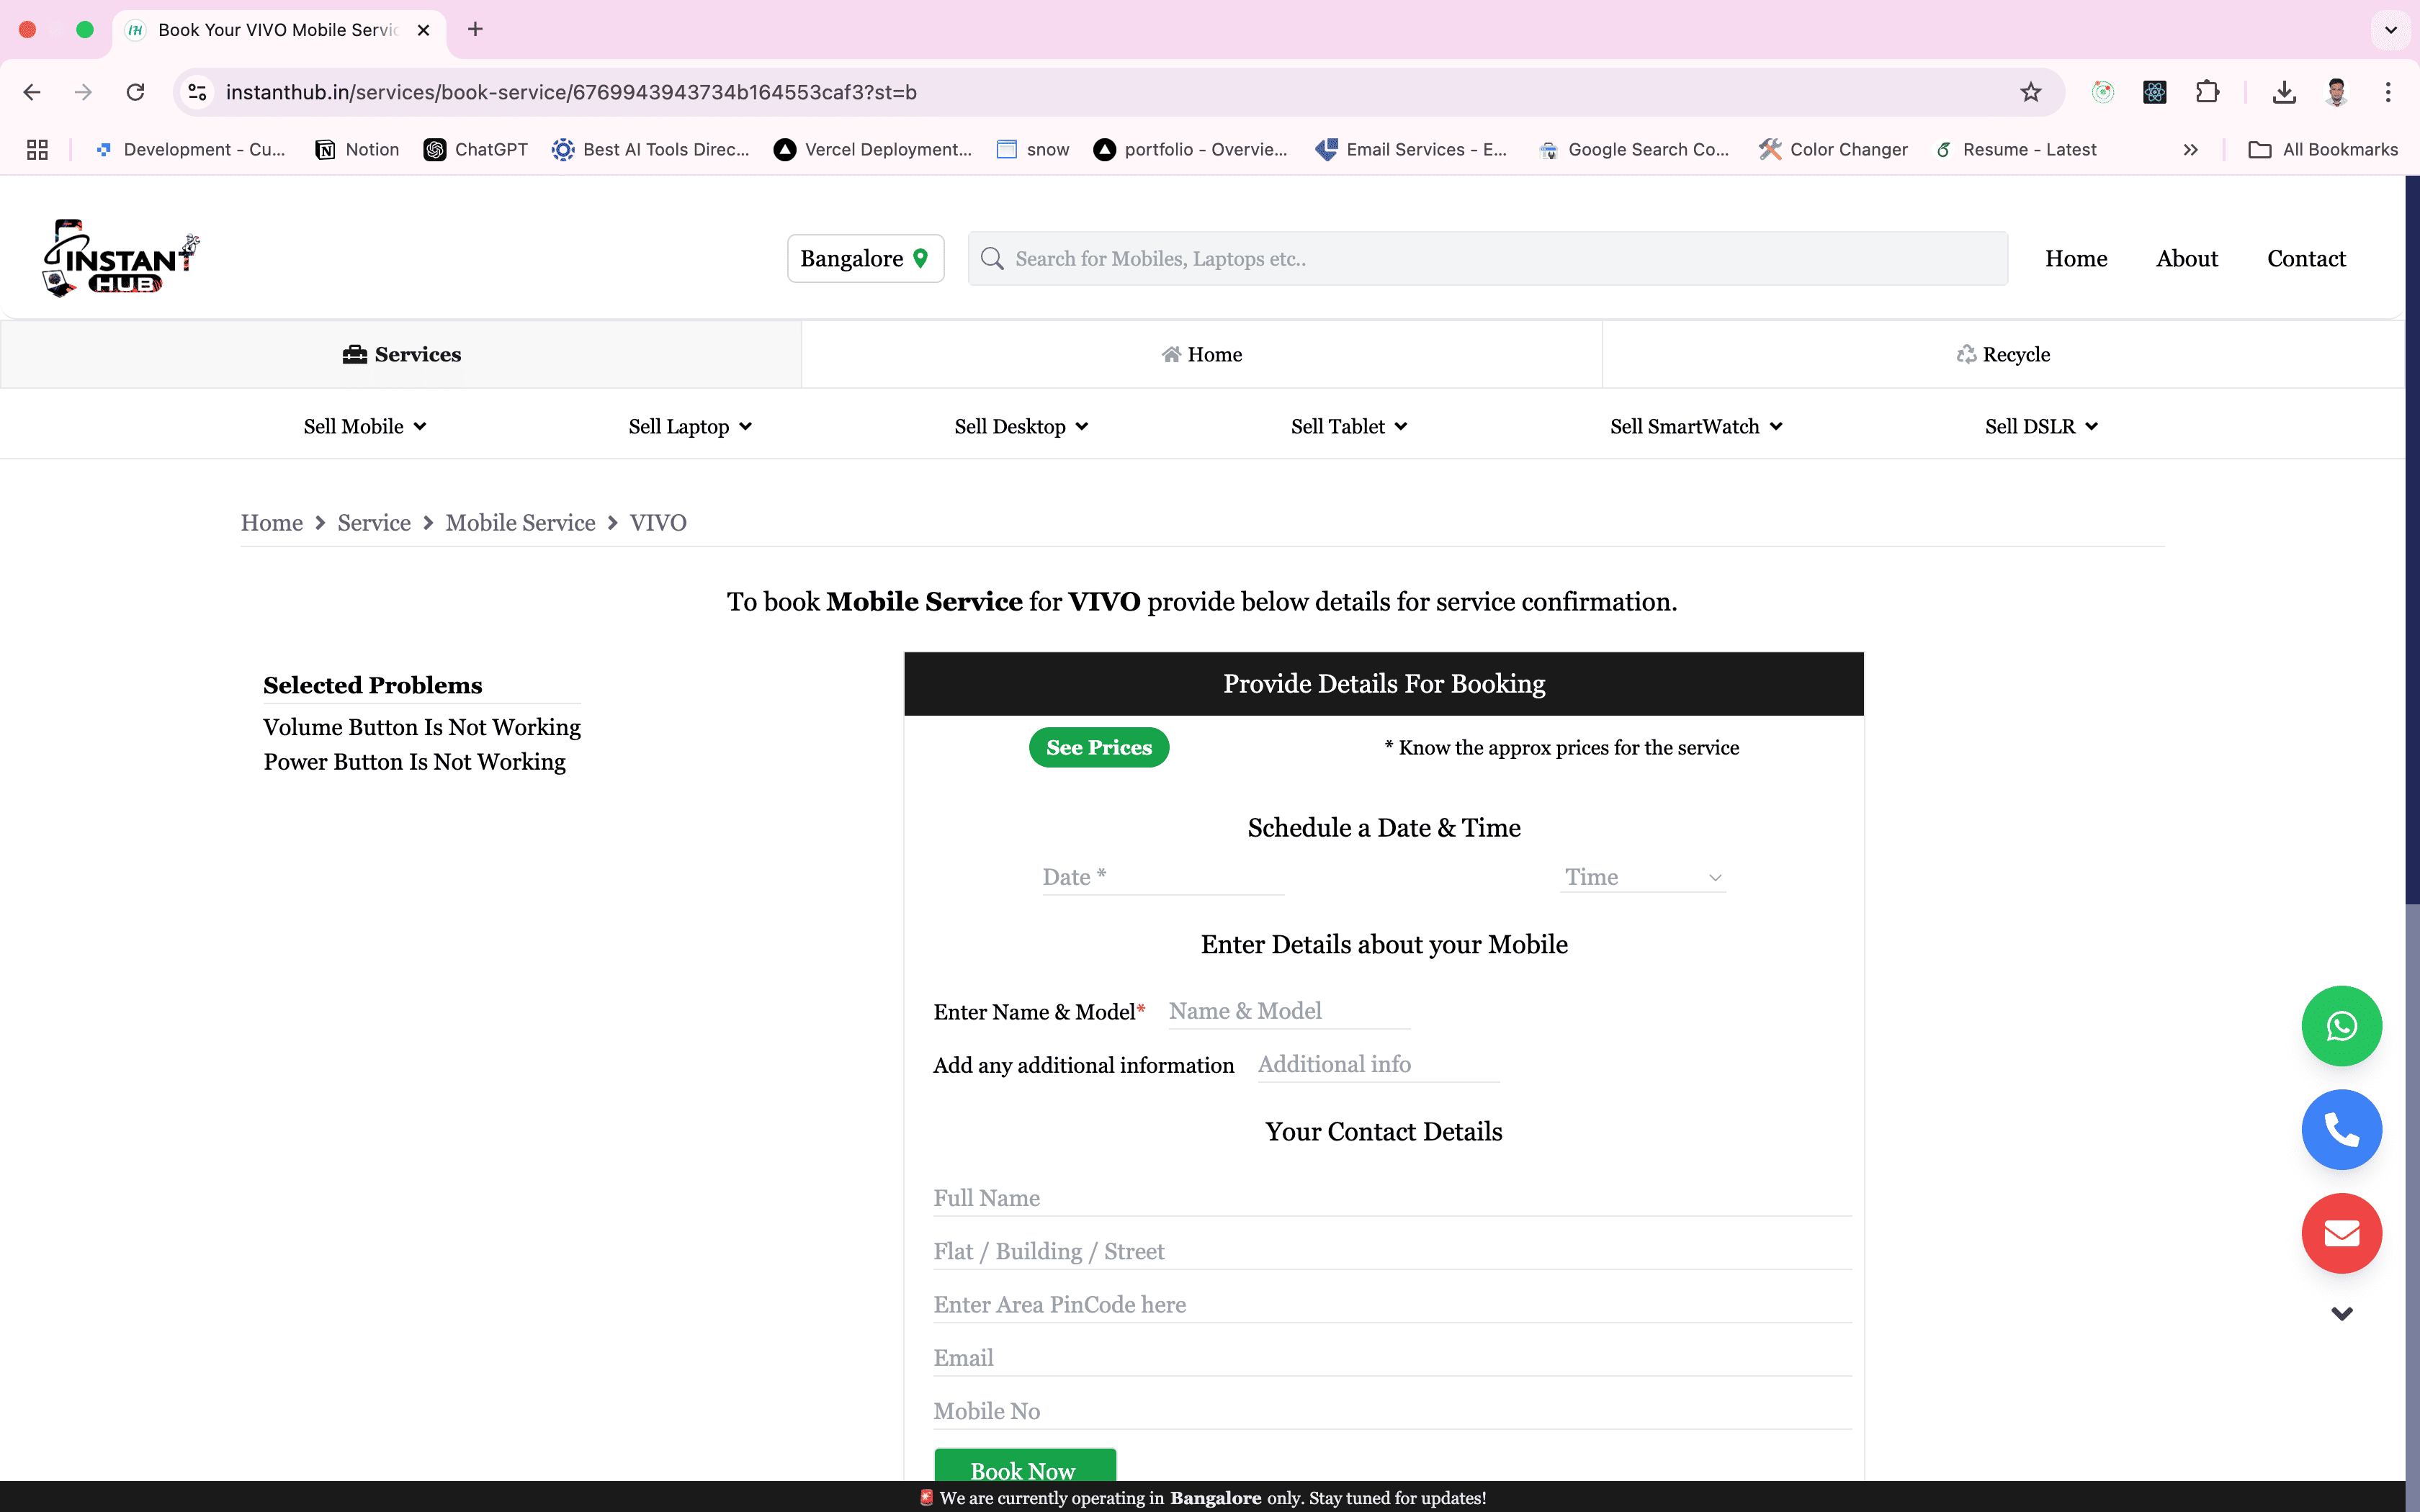 Book Your VIVO Mobile Servic
instanthub.in/services/book-service/6769943943734b164553caf3?st=b
Development - Cu... Notion ChatGPT Best AI Tools Direc... Vercel Deployment... snow portfolio - Overvie... Email Services - E... Google Search Co... Color Changer Resume - Latest All Bookmarks
INSTANT
HUB
Bangalore Search for Mobiles, Laptops etc.. Home About Contact
Services Home Recycle
Sell Mobile Sell Laptop Sell Desktop Sell Tablet Sell SmartWatch Sell DSLR
Home > Service > Mobile Service > VIVO
To book Mobile Service for VIVO provide below details for service confirmation.
Selected Problems
Volume Button Is Not Working
Power Button Is Not Working
Provide Details For Booking
See Prices * Know the approx prices for the service
Schedule a Date & Time
Date * Time
Enter Details about your Mobile
Enter Name & Model* Name & Model
Add any additional information Additional info
Your Contact Details
Full Name
Flat / Building / Street
Enter Area PinCode here
Email
Mobile No
Book Now
We are currently operating in Bangalore only. Stay tuned for updates!